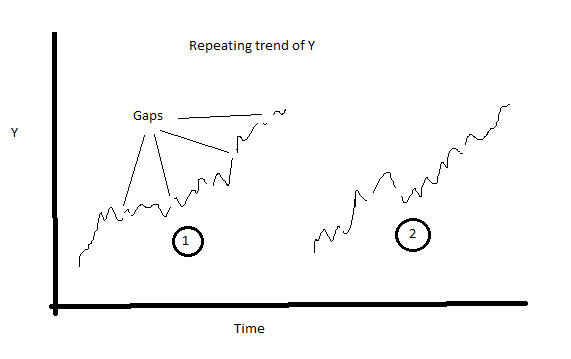 Repeating trend of Y
Gaps
Y
1
2
Time